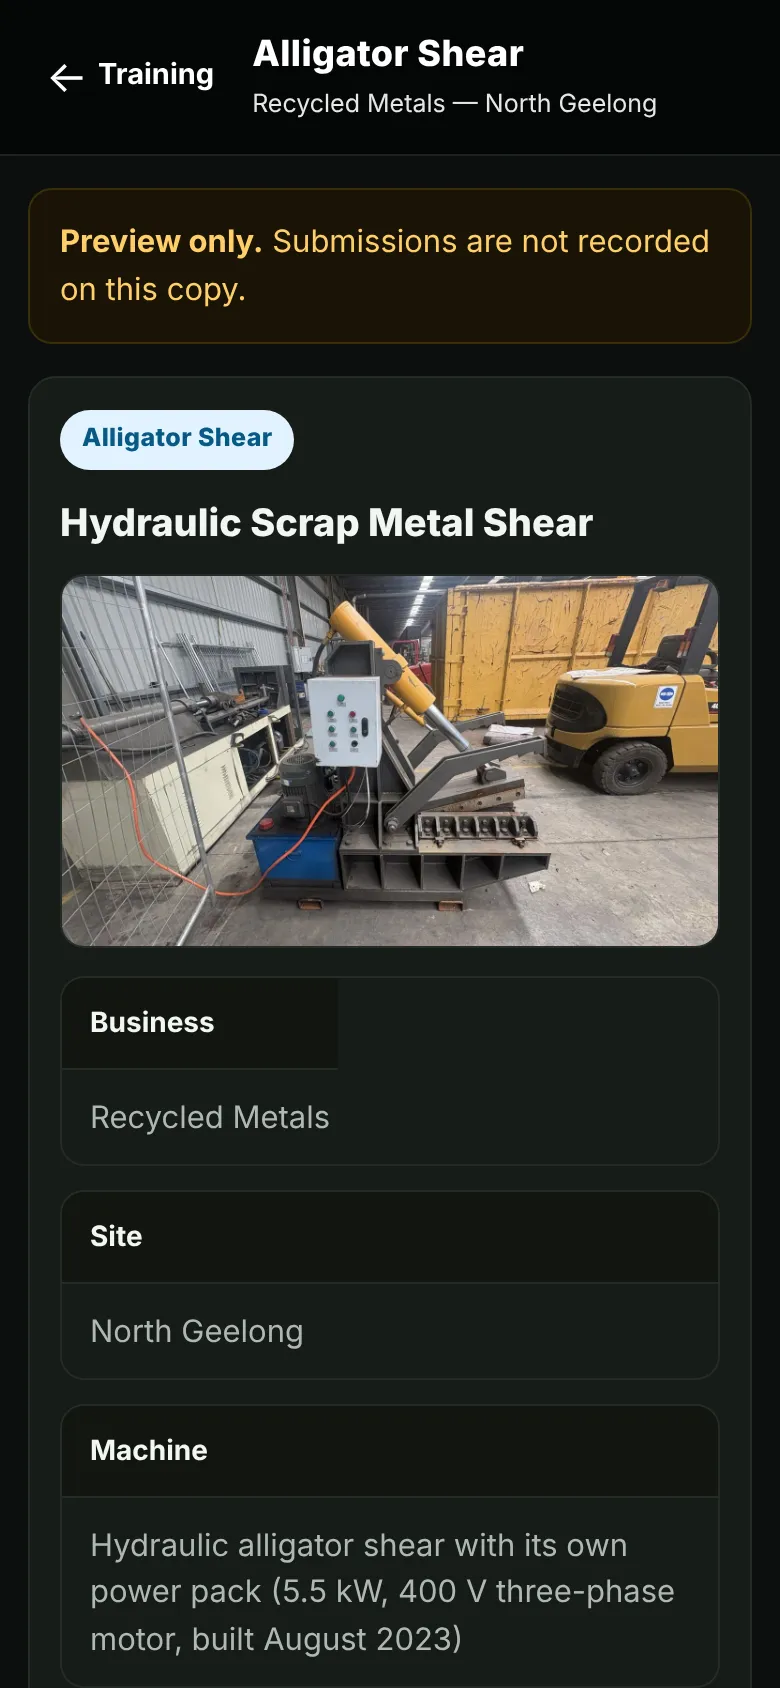 ← Training
Alligator Shear
Recycled Metals — North Geelong
Preview only. Submissions are not recorded
on this copy.
Alligator Shear
Hydraulic Scrap Metal Shear
Business
Recycled Metals
Site
North Geelong
Machine
Hydraulic alligator shear with its own
power pack (5.5 kW, 400 V three-phase
motor, built August 2023)